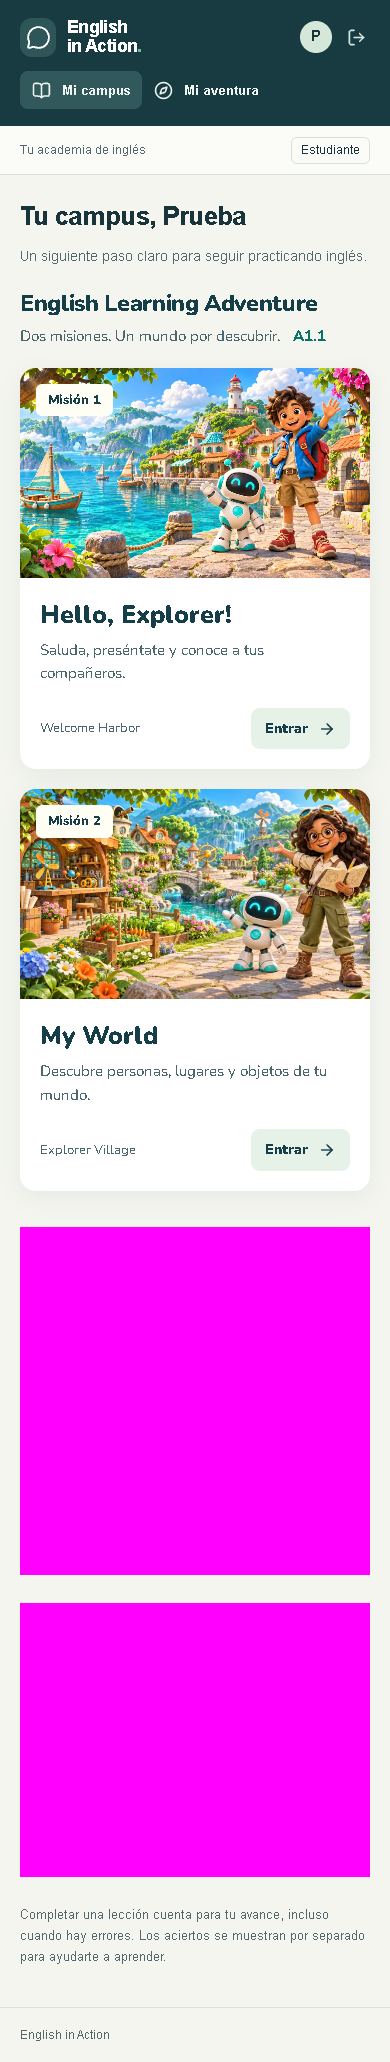 English
in Action.
P
Mi campus
Mi aventura
Tu academia de inglés
Estudiante
Tu campus, Prueba
Un siguiente paso claro para seguir practicando inglés.
English Learning Adventure
Dos misiones. Un mundo por descubrir. A1.1
Misión 1
Hello, Explorer!
Saluda, preséntate y conoce a tus
compañeros.
Welcome Harbor
Entrar
Misión 2
My World
Descubre personas, lugares y objetos de tu
mundo.
Explorer Village
Entrar
Completar una lección cuenta para tu avance, incluso
cuando hay errores. Los aciertos se muestran por separado
para ayudarte a aprender.
English in Action